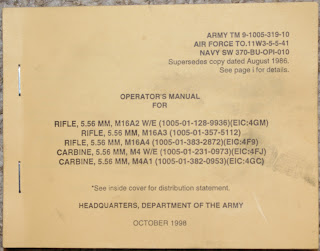 ARMY TM 9-1005-319-10
AIR FORCE TO.11W3-5-5-41
NAVY SW 370-BU-OPI-010
Supersedes copy dated August 1986.
See page i for details.
OPERATOR'S MANUAL
FOR
RIFLE, 5.56 MM, M16A2 W/E (1005-01-128-9936)(EIC:4GM)
RIFLE, 5.56 MM, M16A3 (1005-01-357-5112)
RIFLE, 5.56 MM, M16A4 (1005-01-383-2872)(EIC:4F9)
CARBINE, 5.56 MM, M4 W/E (1005-01-231-0973)(EIC:4FJ)
CARBINE, 5.56 MM, M4A1 (1005-01-382-0953)(EIC:4GC)
*See inside cover for distribution statement.
HEADQUARTERS, DEPARTMENT OF THE ARMY
OCTOBER 1998